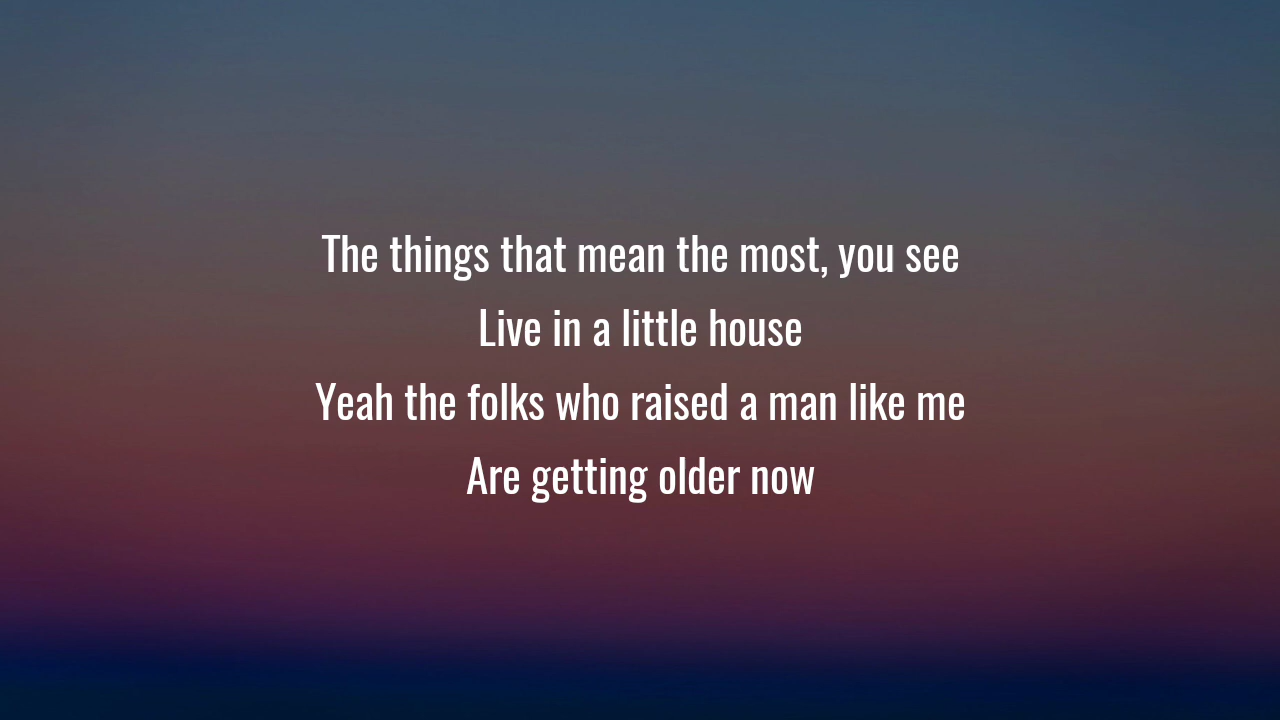 The things that mean the most, you see
Live in a little house
Yeah the folks who raised a man like me
Are getting older now